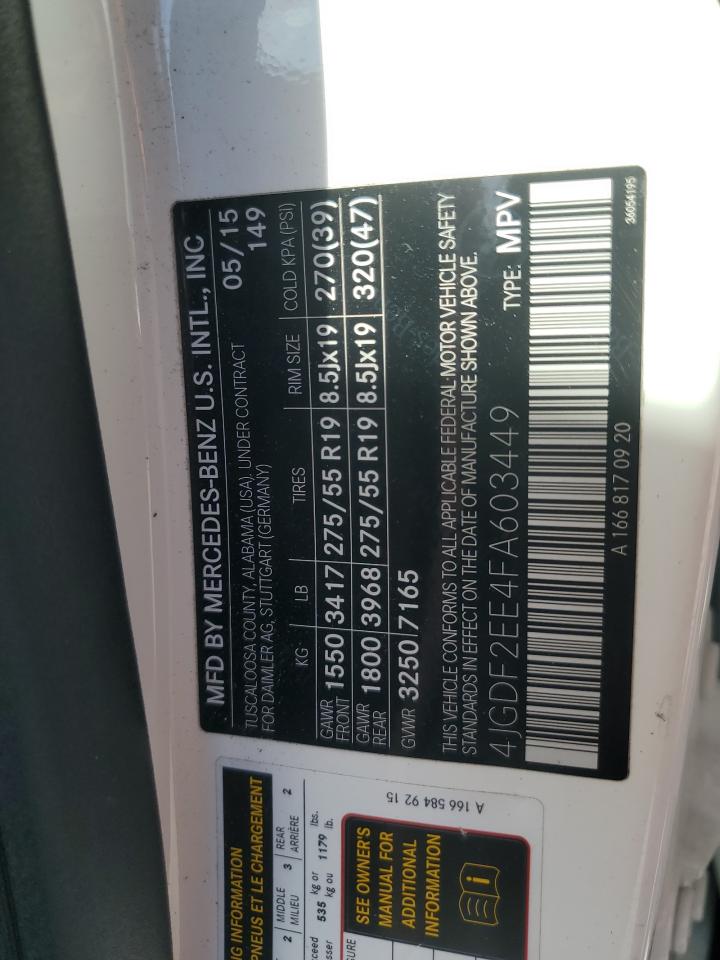 MFD BY MERCEDES-BENZ U.S. INTL., INC
TUSCALOOSA COUNTY, ALABAMA (USA), UNDER CONTRACT 05/15
FOR DAIMLER AG, STUTTGART (GERMANY) 149
KG LB TIRES RIM SIZE COLD KPA(PSI)
GAWR
FRONT 1550 3417 275/55 R19 8.5Jx19 270(39)
GAWR
REAR 1800 3968 275/55 R19 8.5Jx19 320(47)
GVWR 3250 7165
THIS VEHICLE CONFORMS TO ALL APPLICABLE FEDERAL MOTOR VEHICLE SAFETY
STANDARDS IN EFFECT ON THE DATE OF MANUFACTURE SHOWN ABOVE.
4JGDF2EE4FA603449 TYPE: MPV
A 166 817 09 20 36054195
INFORMATION
PNEUS ET LE CHARGEMENT
2 MIDDLE 3 REAR 2
MILIEU ARRIÈRE
535 kg or 1179 lbs.
kg ou lb.
SEE OWNER'S
MANUAL FOR
ADDITIONAL
INFORMATION
A 166 584 92 15